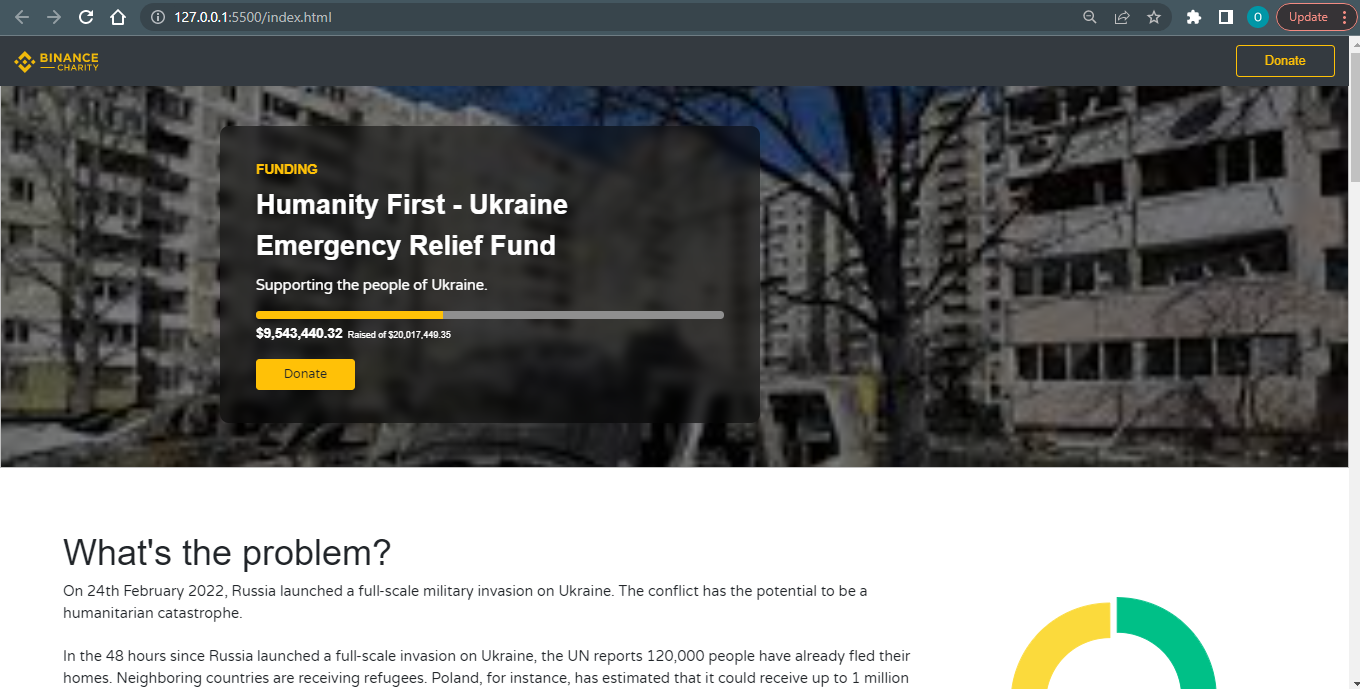 127.0.0.1:5500/index.html
O
Update
BINANCE
CHARITY
Donate
FUNDING
Humanity First - Ukraine
Emergency Relief Fund
Supporting the people of Ukraine.
$9,543,440.32 Raised of $20,017,449.35
Donate
What's the problem?
On 24th February 2022, Russia launched a full-scale military invasion on Ukraine. The conflict has the potential to be a
humanitarian catastrophe.
In the 48 hours since Russia launched a full-scale invasion on Ukraine, the UN reports 120,000 people have already fled their
homes. Neighboring countries are receiving refugees. Poland, for instance, has estimated that it could receive up to 1 million